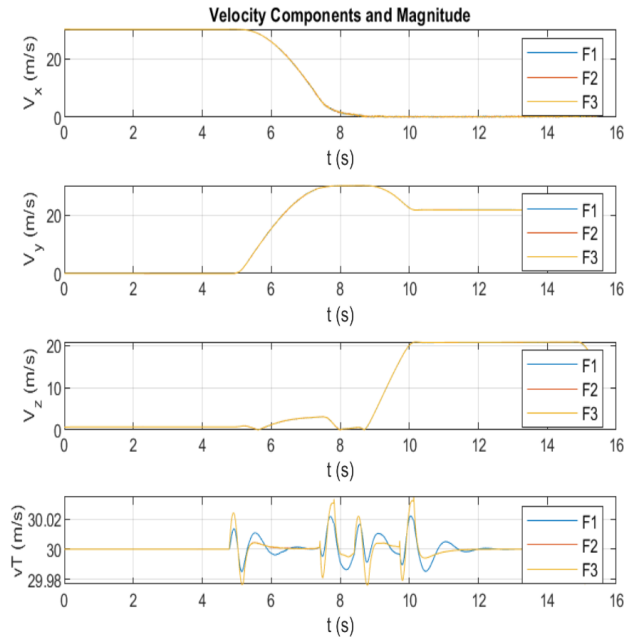 Velocity Components and Magnitude
V_x (m/s)
20
0
F1
F2
F3
0 2 4 6 8 10 12 14 16
t (s)
V_y (m/s)
20
0
F1
F2
F3
0 2 4 6 8 10 12 14 16
t (s)
V_z (m/s)
20
10
0
F1
F2
F3
0 2 4 6 8 10 12 14 16
t (s)
vT (m/s)
30.02
30
29.98
F1
F2
F3
0 2 4 6 8 10 12 14 16
t (s)